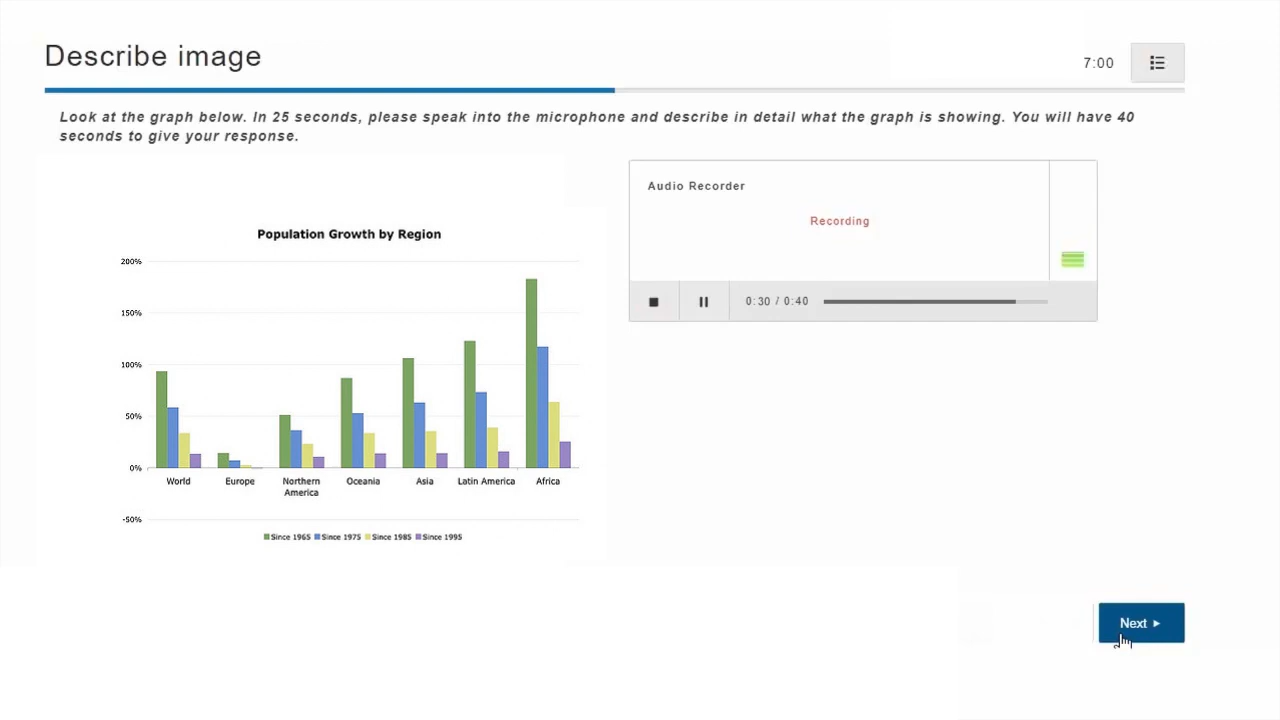 Describe image
7:00
Look at the graph below. In 25 seconds, please speak into the microphone and describe in detail what the graph is showing. You will have 40
seconds to give your response.
Audio Recorder
Recording
0:30 / 0:40
Population Growth by Region
200%
150%
100%
50%
0%
-50%
World
Europe
Northern
America
Oceania
Asia
Latin America
Africa
Since 1965
Since 1975
Since 1985
Since 1995
Next